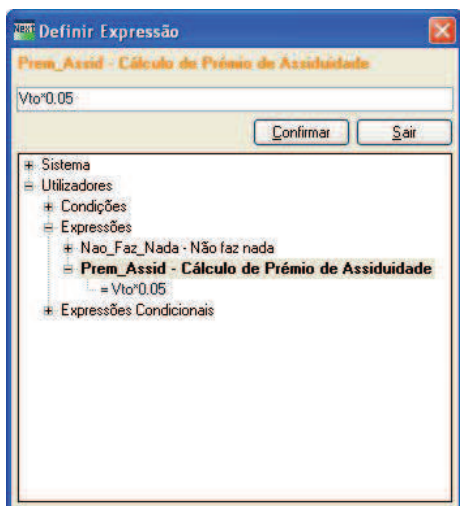 Next Definir Expressão
Prem_Assid - Cálculo de Prémio de Assiduidade
Vto*0.05
Confirmar Sair
Sistema
Utilizadores
Condições
Expressões
Nao_Faz_Nada - Não faz nada
Prem_Assid - Cálculo de Prémio de Assiduidade
= Vto*0.05
Expressões Condicionais